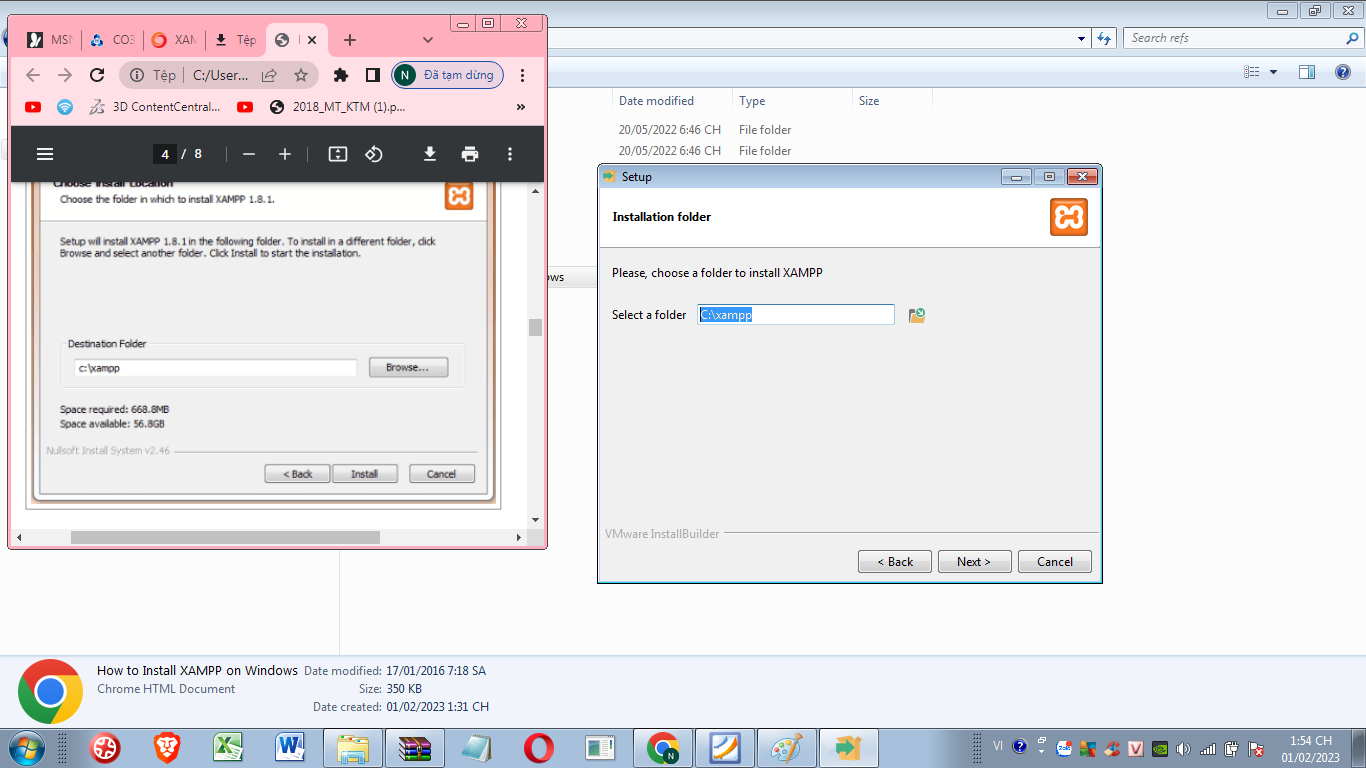 MSN
CO3
XAM
Tệp
Tệp
C:/User...
N
Đã tạm dừng
3D ContentCentral...
2018_MT_KTM (1).p...
»
4 / 8
Choose Install Location
Choose the folder in which to install XAMPP 1.8.1.
Setup will install XAMPP 1.8.1 in the following folder. To install in a different folder, click
Browse and select another folder. Click Install to start the installation.
Destination Folder
c:\xampp
Browse...
Space required: 668.8MB
Space available: 56.8GB
Nullsoft Install System v2.46
< Back
Install
Cancel
Search refs
Date modified
Type
Size
20/05/2022 6:46 CH
File folder
20/05/2022 6:46 CH
File folder
ows
Setup
Installation folder
Please, choose a folder to install XAMPP
Select a folder
C:\xampp
VMware InstallBuilder
< Back
Next >
Cancel
How to Install XAMPP on Windows
Date modified: 17/01/2016 7:18 SA
Chrome HTML Document
Size: 350 KB
Date created: 01/02/2023 1:31 CH
VI
1:54 CH
01/02/2023